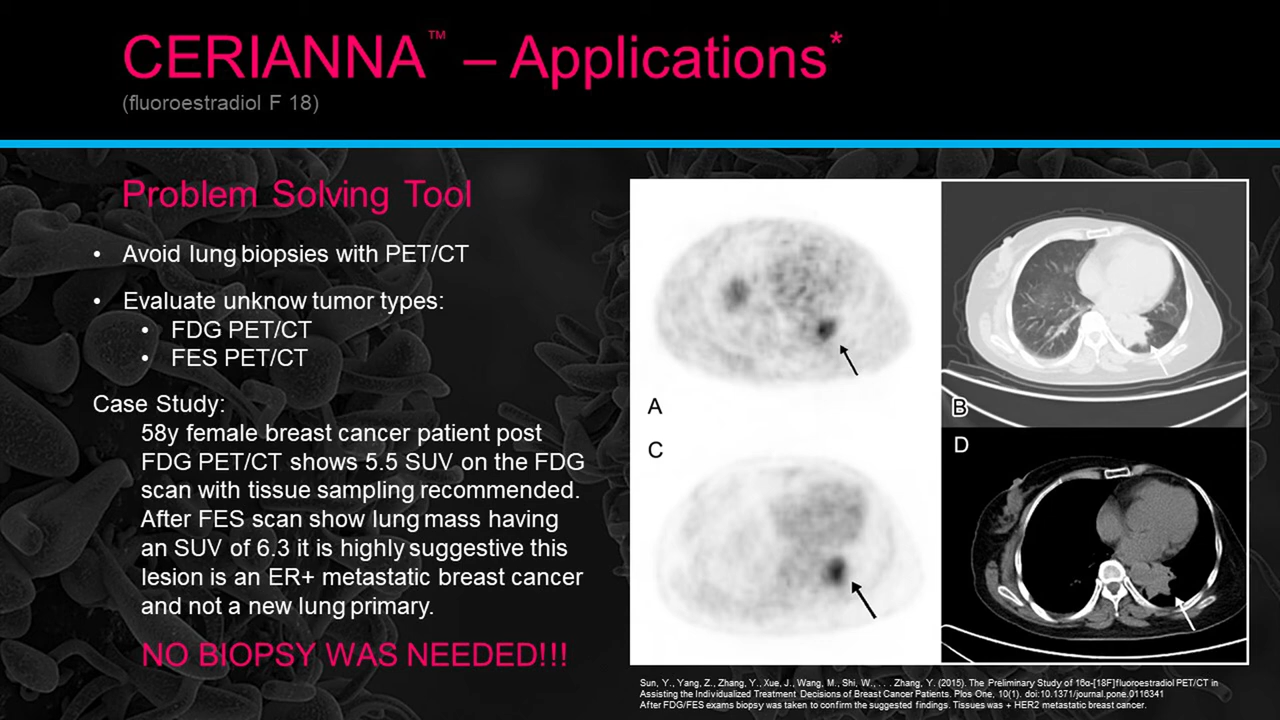 CERIANNA™ – Applications*
(fluoroestradiol F 18)
Problem Solving Tool
• Avoid lung biopsies with PET/CT
• Evaluate unknow tumor types:
• FDG PET/CT
• FES PET/CT
Case Study:
58y female breast cancer patient post
FDG PET/CT shows 5.5 SUV on the FDG
scan with tissue sampling recommended.
After FES scan show lung mass having
an SUV of 6.3 it is highly suggestive this
lesion is an ER+ metastatic breast cancer
and not a new lung primary.
NO BIOPSY WAS NEEDED!!!
A
B
C
D
Sun, Y., Yang, Z., Zhang, Y., Xue, J., Wang, M., Shi, W., . . . Zhang, Y. (2015). The Preliminary Study of 16α-[18F]fluoroestradiol PET/CT in
Assisting the Individualized Treatment Decisions of Breast Cancer Patients. Plos One, 10(1). doi:10.1371/journal.pone.0116341
After FDG/FES exams biopsy was taken to confirm the suggested findings. Tissues was + HER2 metastatic breast cancer.